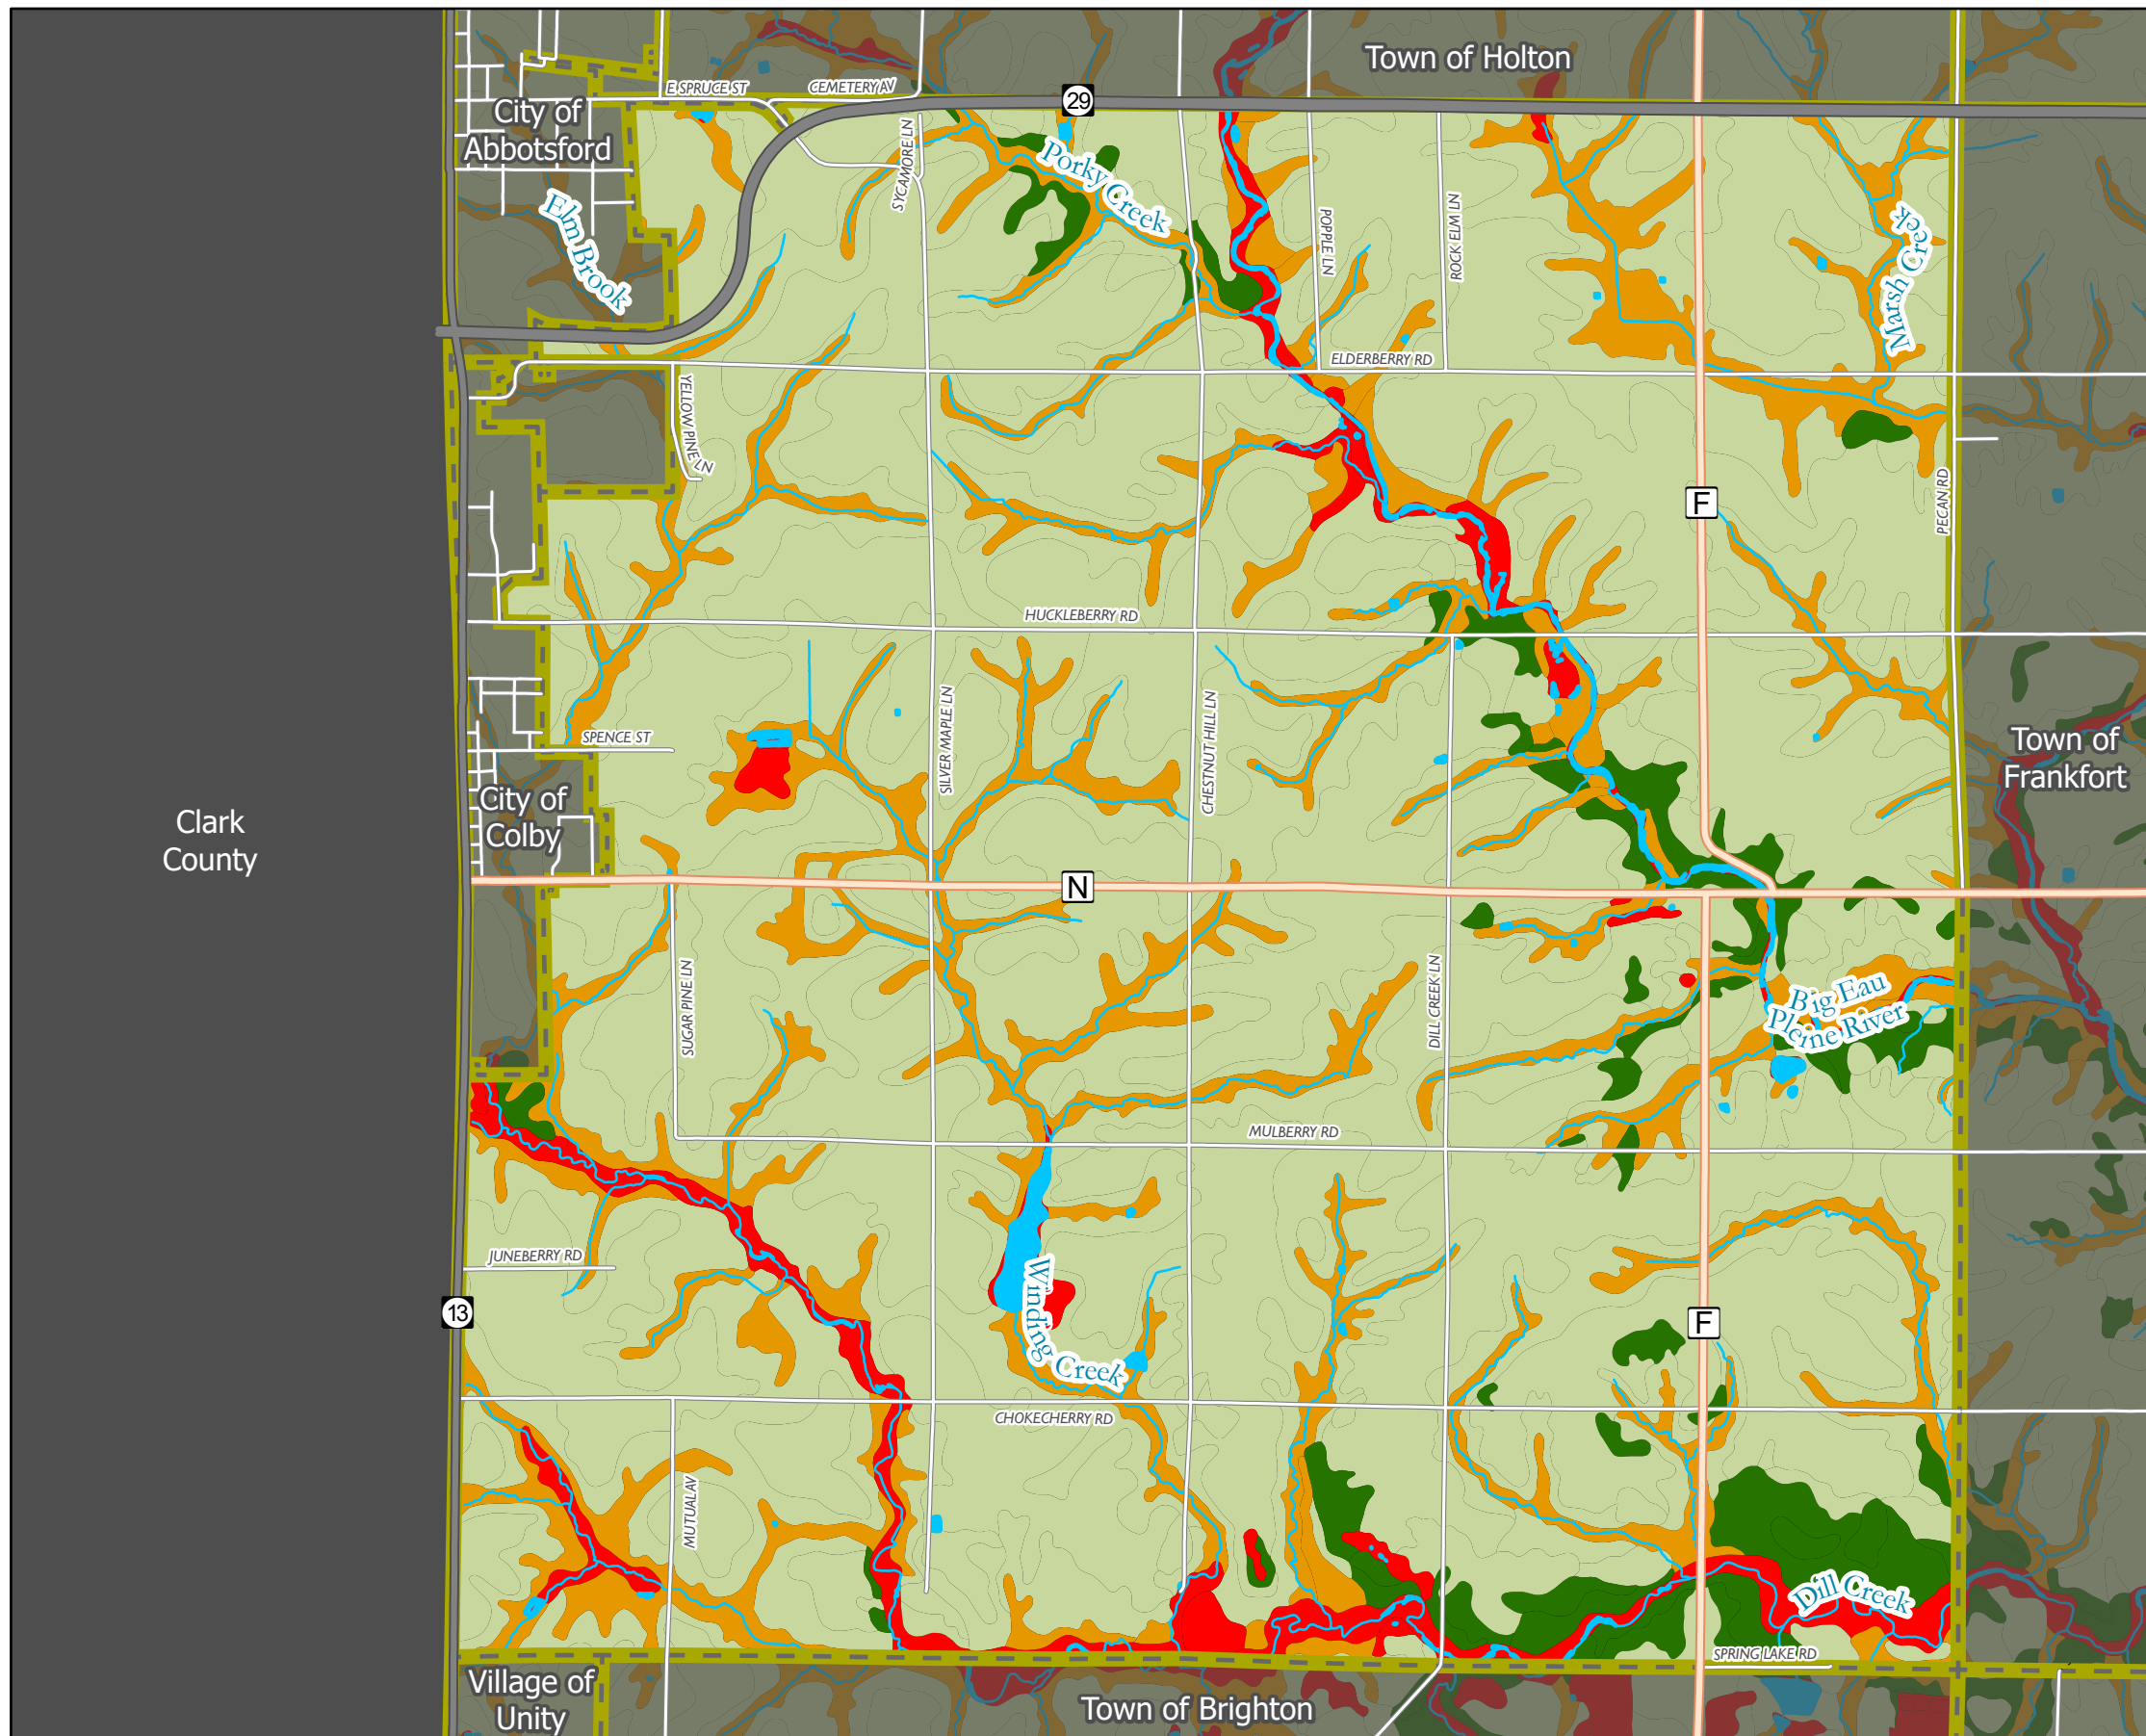 Town of Holton
E SPRUCE ST
CEMETERY AV
29
City of
Abbotsford
SYCAMORE LN
Porky Creek
Elm Brook
POPPLE LN
ROCK ELM LN
Marsh Creek
ELDERBERRY RD
YELLOW PINE LN
F
PECAN RD
HUCKLEBERRY RD
SPENCE ST
SILVER MAPLE LN
CHESTNUT HILL LN
Town of
Frankfort
City of
Colby
Clark
County
N
SUGAR PINE LN
DILL CREEK LN
Big Eau
Pleine River
MULBERRY RD
JUNEBERRY RD
13
Winding Creek
F
CHOKECHERRY RD
MUTUAL AV
Dill Creek
SPRING LAKE RD
Village of
Unity
Town of Brighton